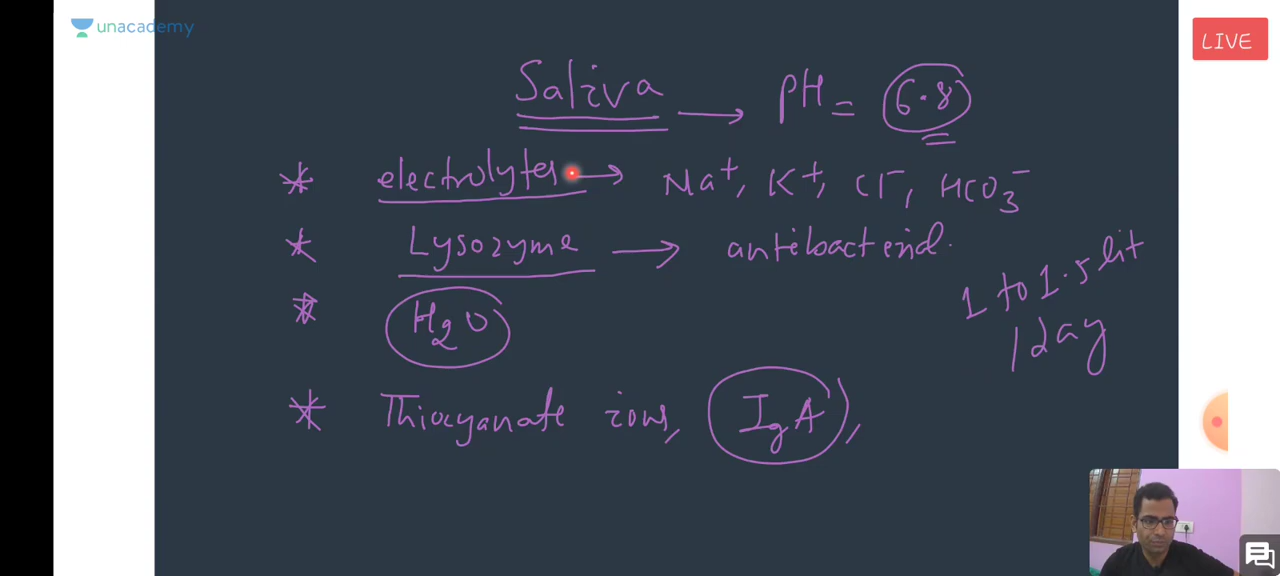 unacademy
LIVE
Saliva → pH = 6.8
* electrolytes → Na+, K+, Cl-, HCO3-
* Lysozyme → antibacterial.
* H2O
1 to 1.5 lit
/day
* Thiocyanate ions, IgA,